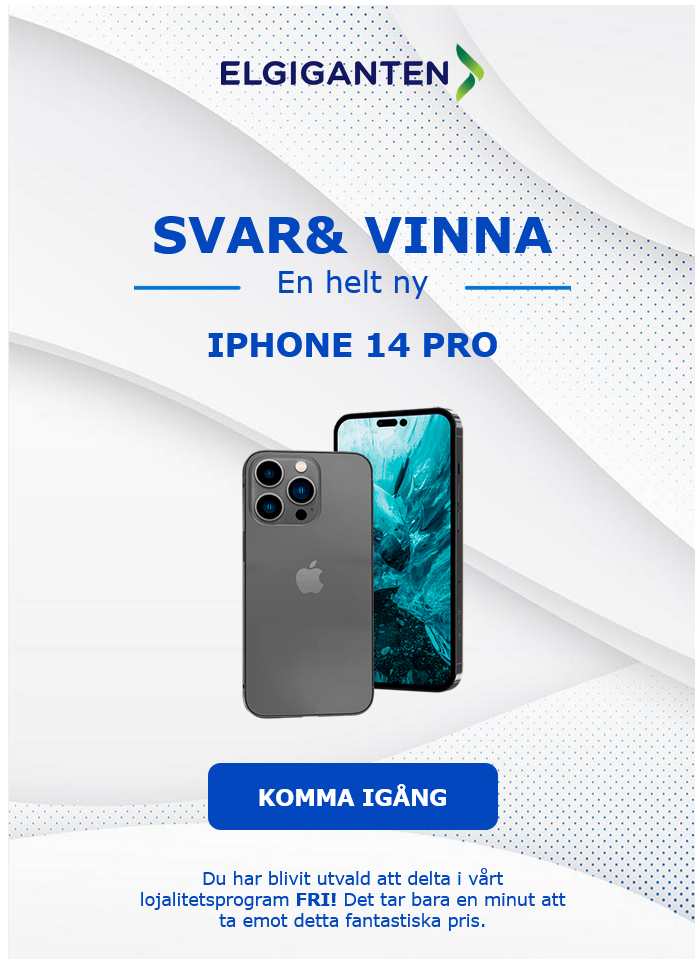 ELGIGANTEN
SVAR& VINNA
En helt ny
IPHONE 14 PRO
KOMMA IGÅNG
Du har blivit utvald att delta i vårt
lojalitetsprogram FRI! Det tar bara en minut att
ta emot detta fantastiska pris.